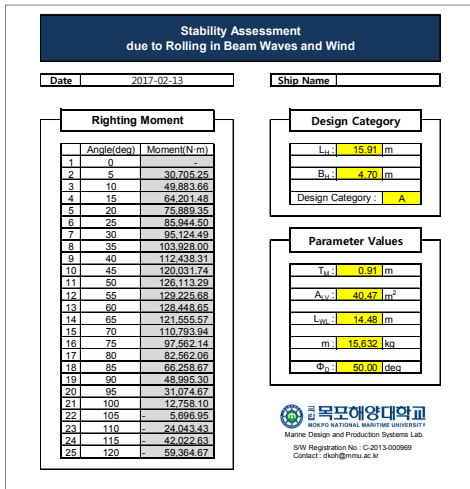 Stability Assessment
due to Rolling in Beam Waves and Wind
Date 2017-02-13 Ship Name
Righting Moment
Angle(deg) Moment(N·m)
1 0 -
2 5 30,705.25
3 10 49,883.66
4 15 64,201.48
5 20 75,889.35
6 25 85,944.50
7 30 95,124.49
8 35 103,928.00
9 40 112,438.31
10 45 120,031.74
11 50 126,113.29
12 55 129,225.68
13 60 128,448.65
14 65 121,555.57
15 70 110,793.94
16 75 97,562.14
17 80 82,562.06
18 85 66,258.67
19 90 48,995.30
20 95 31,074.67
21 100 12,758.10
22 105 - 5,696.95
23 110 - 24,043.43
24 115 - 42,022.63
25 120 - 59,364.67
Design Category
L_H : 15.91 m
B_H : 4.70 m
Design Category : A
Parameter Values
T_M : 0.91 m
A_LV : 40.47 m²
L_WL : 14.48 m
m : 15,632 kg
Φ_D : 50.00 deg
국립 목포해양대학교
MOKPO NATIONAL MARITIME UNIVERSITY
Marine Design and Production Systems Lab.
S/W Registration No : C-2013-000969
Contact : dkoh@mmu.ac.kr